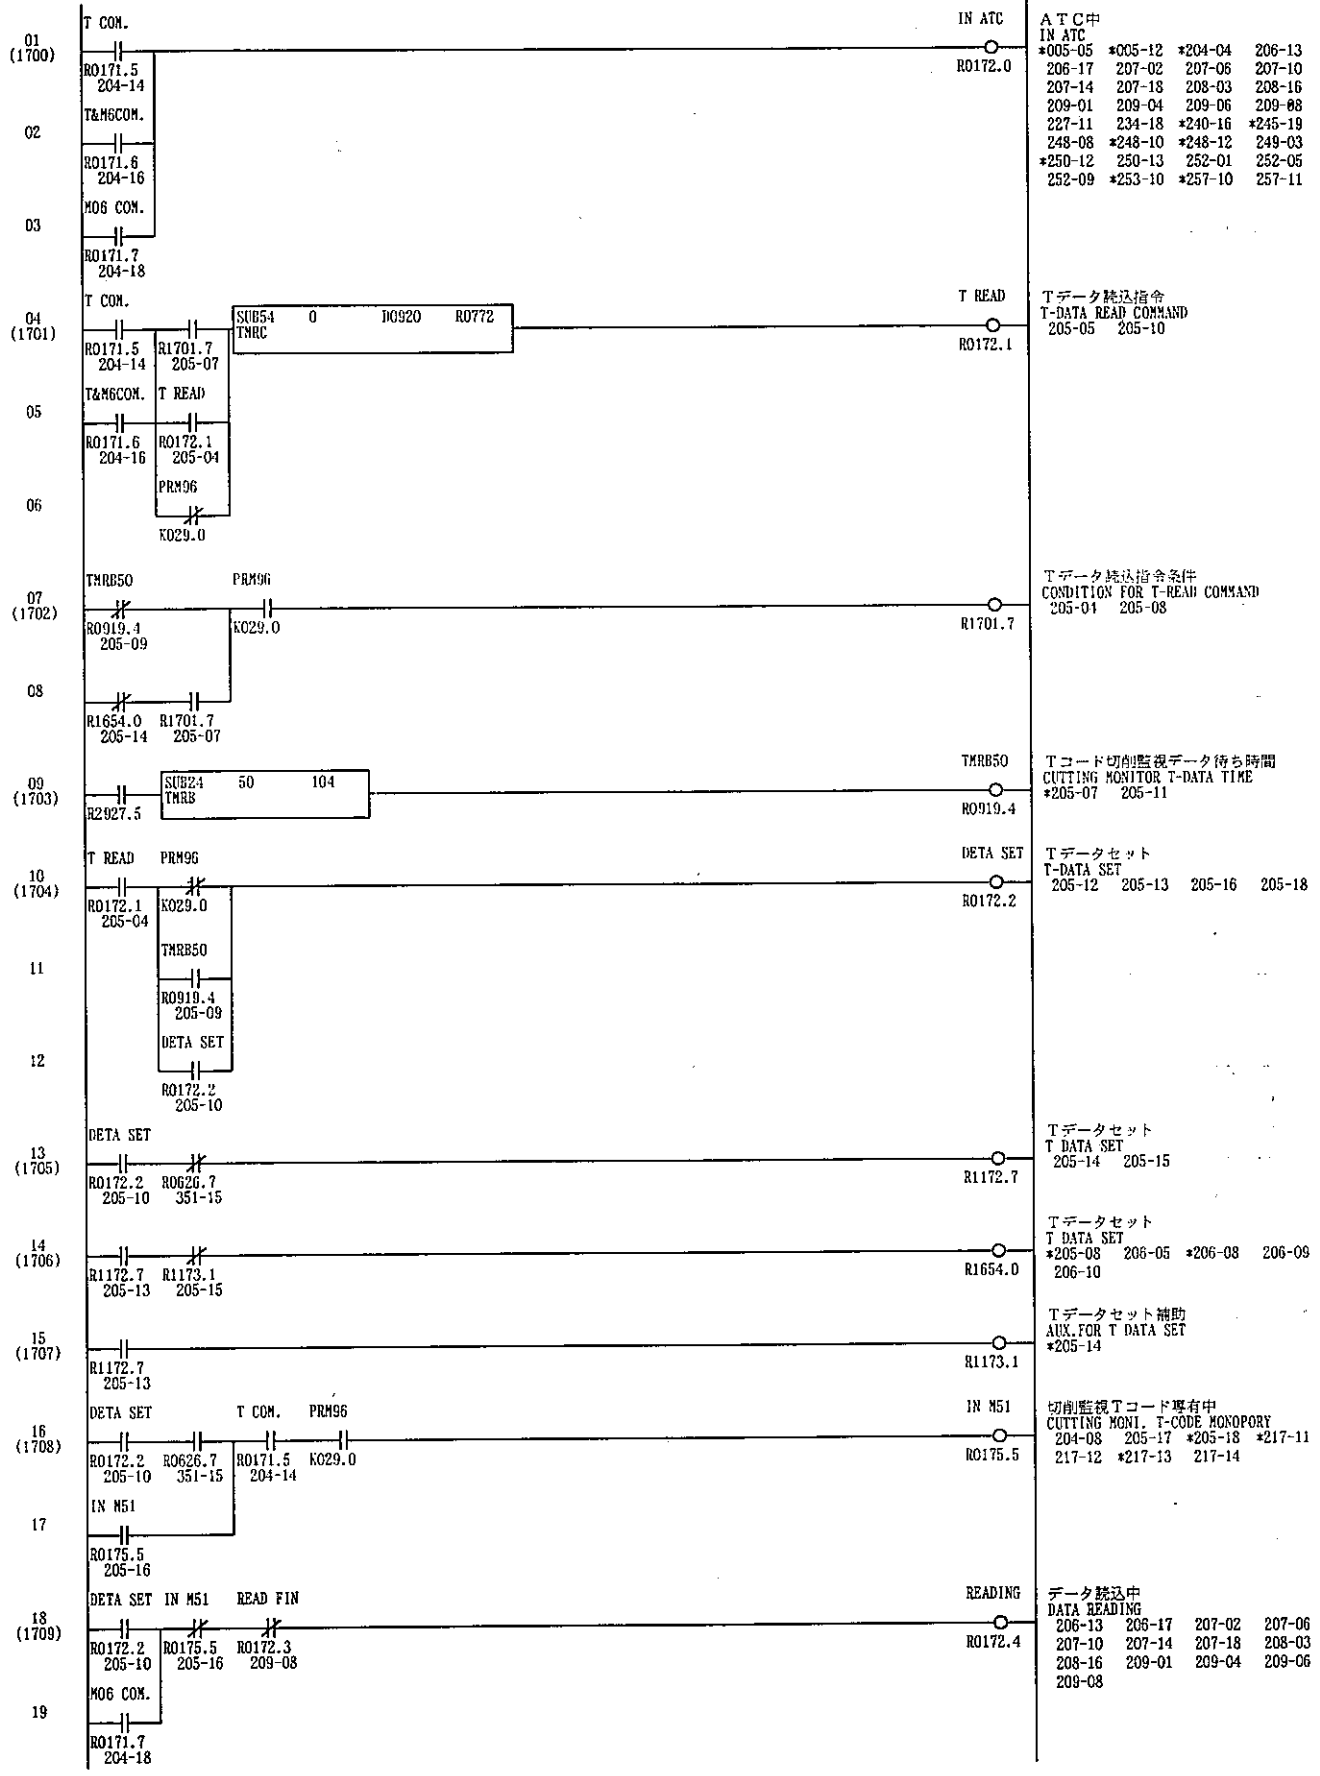 T COM. IN ATC ATC中
01 IN ATC
(1700) *005-05 *005-12 *204-04 206-13
R0171.5 R0172.0 206-17 207-02 207-06 207-10
204-14 207-14 207-18 208-03 208-16
T&M6COM. 209-01 209-04 209-06 209-08
02 227-11 234-18 *240-16 *245-19
248-08 *248-10 *248-12 249-03
R0171.6 *250-12 250-13 252-01 252-05
204-16 252-09 *253-10 *257-10 257-11
M06 COM.
03
R0171.7
204-18
T COM. T READ Tデータ読込指令
04 SUB54 0 D0920 R0772 T-DATA READ COMMAND
(1701) TMRC 205-05 205-10
R0171.5 R1701.7 R0172.1
204-14 205-07
T&M6COM. T READ
05
R0171.6 R0172.1
204-16 205-04
PRM96
06
K029.0
TMRB50 PRM96 Tデータ読込指令条件
07 CONDITION FOR T-READ COMMAND
(1702) 205-04 205-08
R0919.4 K029.0 R1701.7
205-09
08
R1654.0 R1701.7
205-14 205-07
TMRB50 Tコード切削監視データ待ち時間
09 SUB24 50 104 CUTTING MONITOR T-DATA TIME
(1703) TMRB *205-07 205-11
R2927.5 R0919.4
T READ PRM96 DETA SET Tデータセット
10 T-DATA SET
(1704) 205-12 205-13 205-16 205-18
R0172.1 K029.0 R0172.2
205-04
TMRB50
11
R0919.4
205-09
DETA SET
12
R0172.2
205-10
DETA SET Tデータセット
13 T DATA SET
(1705) 205-14 205-15
R0172.2 R0626.7 R1172.7
205-10 351-15
Tデータセット
14 T DATA SET
(1706) *205-08 206-05 *206-08 206-09
R1172.7 R1173.1 R1654.0 206-10
205-13 205-15
Tデータセット補助
15 AUX.FOR T DATA SET
(1707) *205-14
R1172.7 R1173.1
205-13
DETA SET T COM. PRM96 IN M51 切削監視Tコード専有中
16 CUTTING MONI. T-CODE MONOPORY
(1708) 204-08 205-17 *205-18 *217-11
R0172.2 R0626.7 R0171.5 K029.0 R0175.5 217-12 *217-13 217-14
205-10 351-15 204-14
IN M51
17
R0175.5
205-16
DETA SET IN M51 READ FIN READING データ読込中
18 DATA READING
(1709) 206-13 206-17 207-02 207-06
R0172.2 R0175.5 R0172.3 R0172.4 207-10 207-14 207-18 208-03
205-10 205-16 209-08 208-16 209-01 209-04 209-06
M06 COM. 209-08
19
R0171.7
204-18